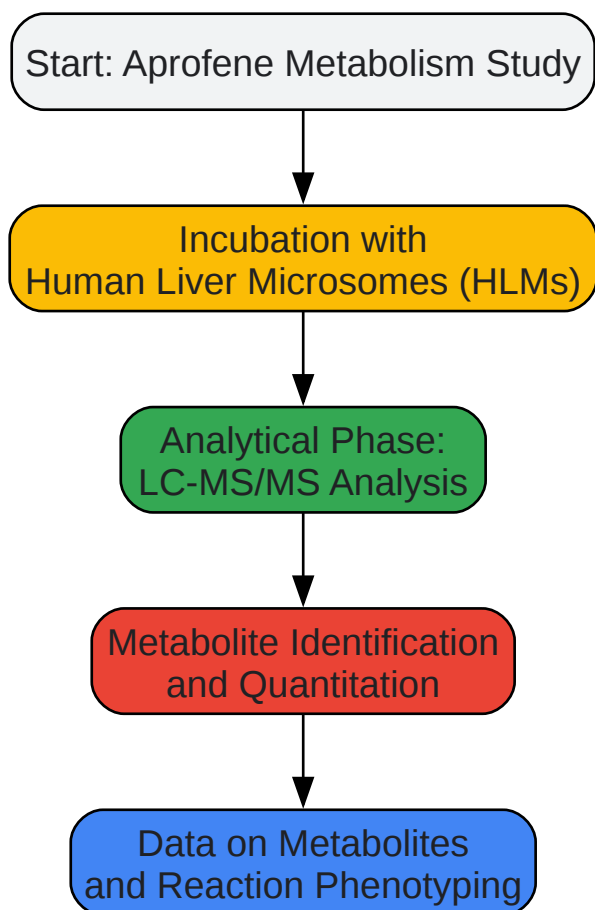 Start: Aprofene Metabolism Study
Incubation with
Human Liver Microsomes (HLMs)
Analytical Phase:
LC-MS/MS Analysis
Metabolite Identification
and Quantitation
Data on Metabolites
and Reaction Phenotyping